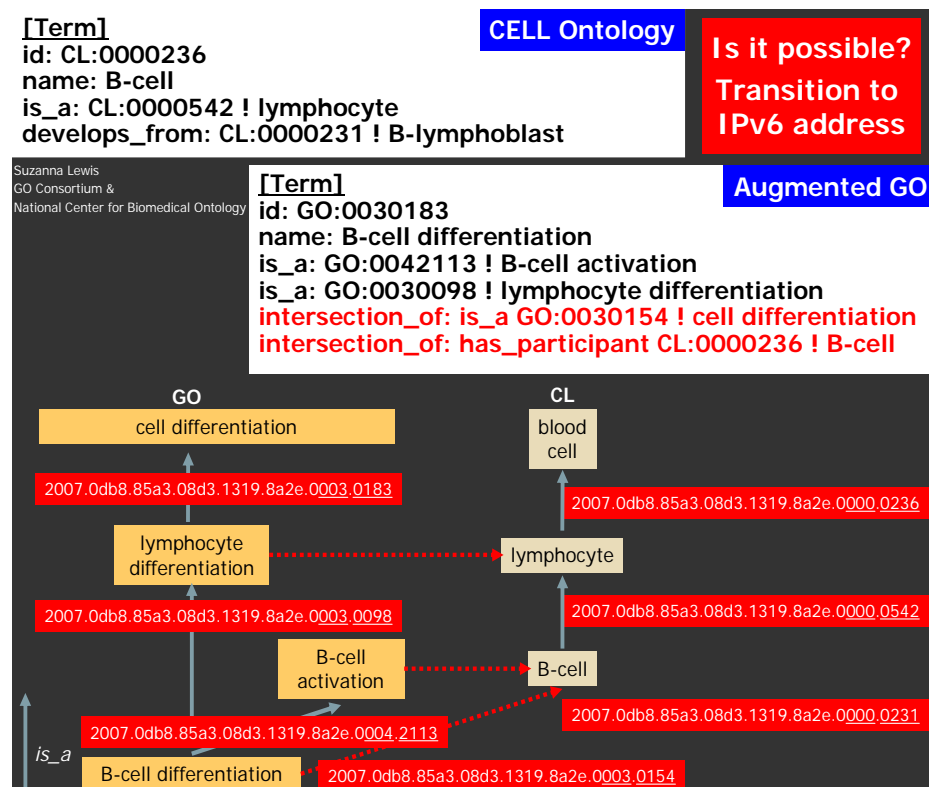 [Term]
id: CL:0000236
name: B-cell
is_a: CL:0000542 ! lymphocyte
develops_from: CL:0000231 ! B-lymphoblast
CELL Ontology
Is it possible?
Transition to
IPv6 address
Suzanna Lewis
GO Consortium &
National Center for Biomedical Ontology
[Term]
id: GO:0030183
name: B-cell differentiation
is_a: GO:0042113 ! B-cell activation
is_a: GO:0030098 ! lymphocyte differentiation
intersection_of: is_a GO:0030154 ! cell differentiation
intersection_of: has_participant CL:0000236 ! B-cell
Augmented GO
GO
CL
cell differentiation
blood
cell
2007.0db8.85a3.08d3.1319.8a2e.0003.0183
2007.0db8.85a3.08d3.1319.8a2e.0000.0236
lymphocyte
differentiation
lymphocyte
2007.0db8.85a3.08d3.1319.8a2e.0003.0098
2007.0db8.85a3.08d3.1319.8a2e.0000.0542
B-cell
activation
B-cell
2007.0db8.85a3.08d3.1319.8a2e.0000.0231
2007.0db8.85a3.08d3.1319.8a2e.0004.2113
is_a
B-cell differentiation
2007.0db8.85a3.08d3.1319.8a2e.0003.0154